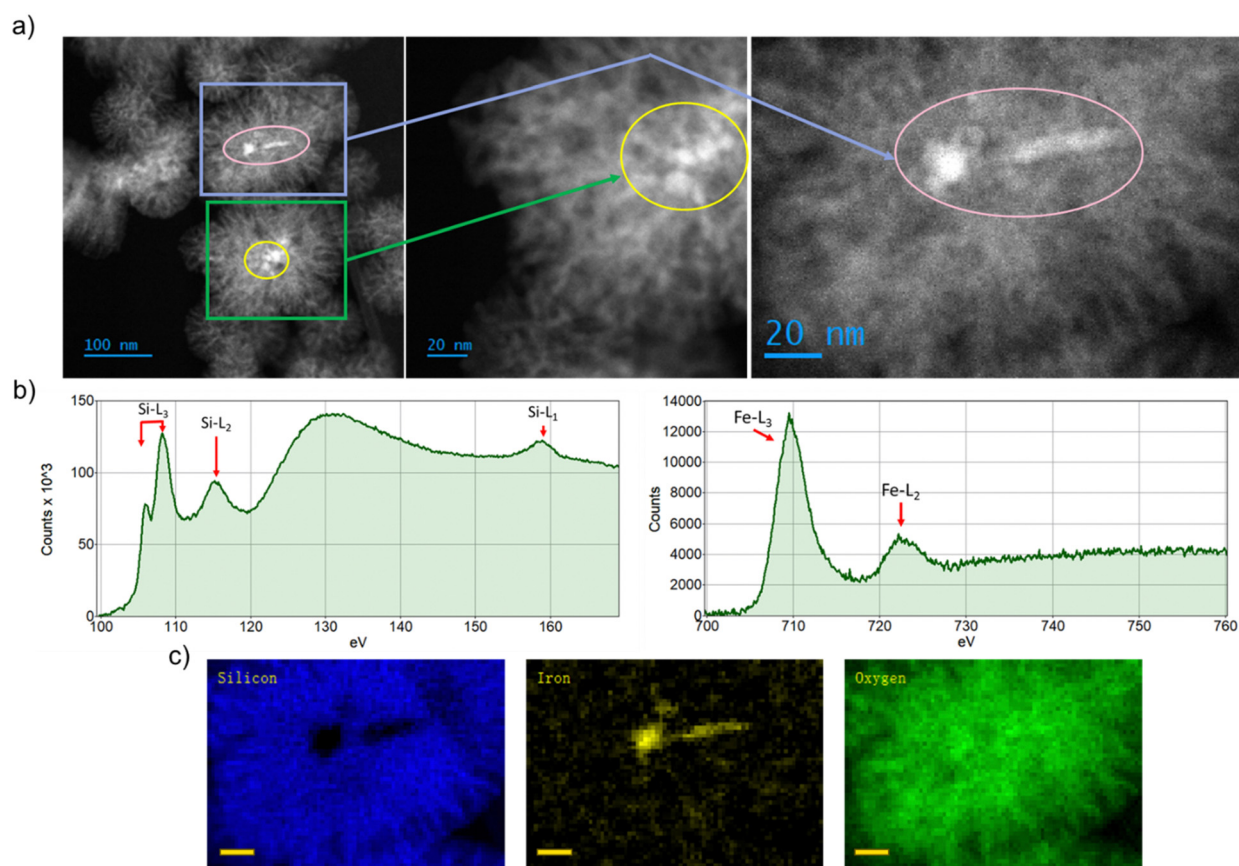 a)
100 nm
20 nm
20 nm
b)
150
100
50
0
Counts x 10^3
100 110 120 130 140 150 160
eV
Si-L3
Si-L2
Si-L1
14000
12000
10000
8000
6000
4000
2000
0
Counts
700 710 720 730 740 750 760
eV
Fe-L3
Fe-L2
c)
Silicon
Iron
Oxygen